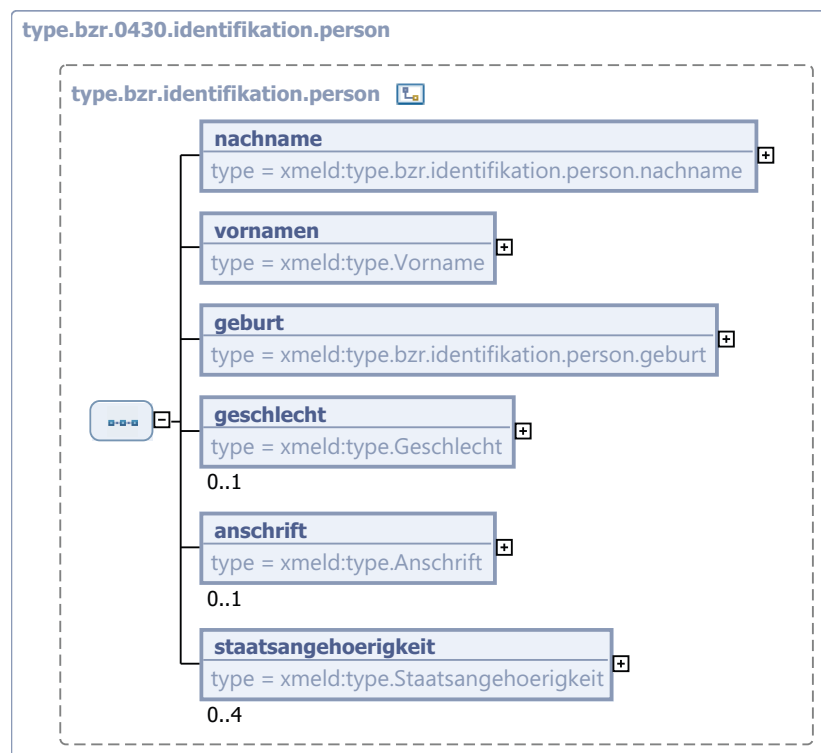 type.bzr.0430.identifikation.person
type.bzr.identifikation.person
nachname
type = xmeld:type.bzr.identifikation.person.nachname
vornamen
type = xmeld:type.Vorname
geburt
type = xmeld:type.bzr.identifikation.person.geburt
geschlecht
type = xmeld:type.Geschlecht
0..1
anschrift
type = xmeld:type.Anschrift
0..1
staatsangehoerigkeit
type = xmeld:type.Staatsangehoerigkeit
0..4